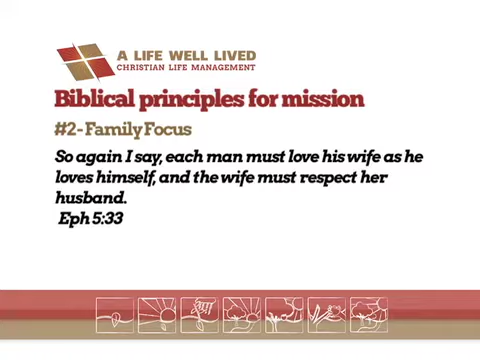 A LIFE WELL LIVED
CHRISTIAN LIFE MANAGEMENT
Biblical principles for mission
#2- Family Focus
So again I say, each man must love his wife as he
loves himself, and the wife must respect her
husband.
Eph 5:33